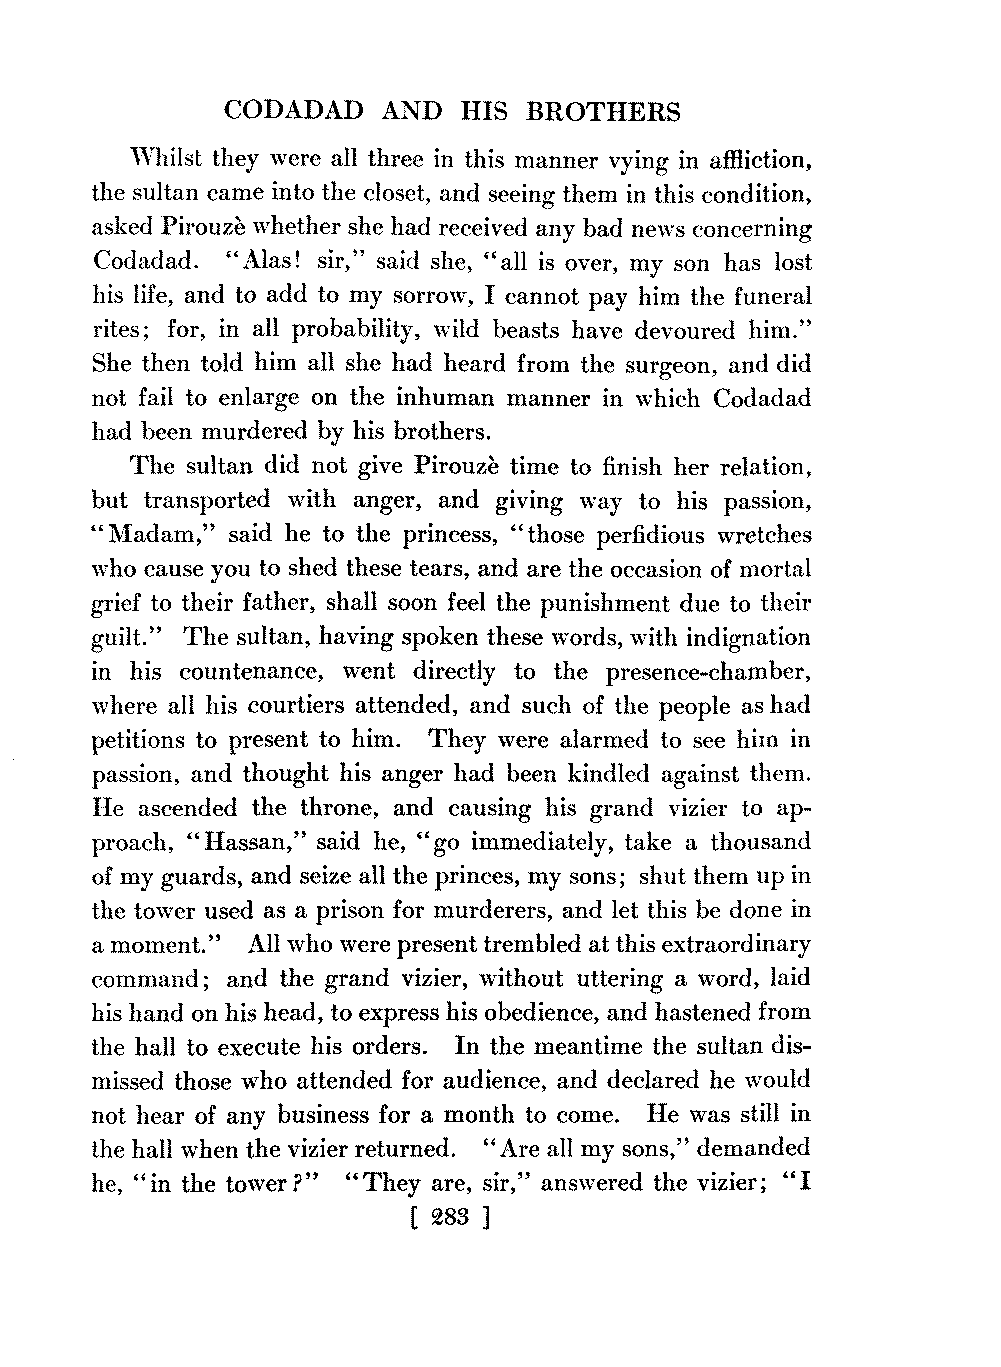 CODADAD AND HIS BROTHERS
Whilst they were all three in this manner vying in affliction,
the sultan came into the closet, and seeing them in this condition,
asked Pirouzè whether she had received any bad news concerning
Codadad. “Alas! sir,” said she, “all is over, my son has lost
his life, and to add to my sorrow, I cannot pay him the funeral
rites; for, in all probability, wild beasts have devoured him.”
She then told him all she had heard from the surgeon, and did
not fail to enlarge on the inhuman manner in which Codadad
had been murdered by his brothers.
The sultan did not give Pirouzè time to finish her relation,
but transported with anger, and giving way to his passion,
“Madam,” said he to the princess, “those perfidious wretches
who cause you to shed these tears, and are the occasion of mortal
grief to their father, shall soon feel the punishment due to their
guilt.” The sultan, having spoken these words, with indignation
in his countenance, went directly to the presence-chamber,
where all his courtiers attended, and such of the people as had
petitions to present to him. They were alarmed to see him in
passion, and thought his anger had been kindled against them.
He ascended the throne, and causing his grand vizier to ap-
proach, “Hassan,” said he, “go immediately, take a thousand
of my guards, and seize all the princes, my sons; shut them up in
the tower used as a prison for murderers, and let this be done in
a moment.” All who were present trembled at this extraordinary
command; and the grand vizier, without uttering a word, laid
his hand on his head, to express his obedience, and hastened from
the hall to execute his orders. In the meantime the sultan dis-
missed those who attended for audience, and declared he would
not hear of any business for a month to come. He was still in
the hall when the vizier returned. “Are all my sons,” demanded
he, “in the tower?” “They are, sir,” answered the vizier; “I
[ 283 ]